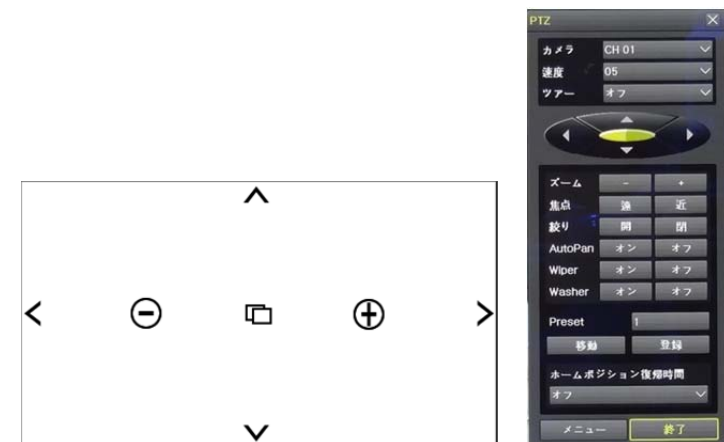 PTZ
カメラ CH 01
速度 05
ツアー オフ
ズーム - +
焦点 遠 近
絞り 開 閉
AutoPan オン オフ
Wiper オン オフ
Washer オン オフ
Preset 1
移動 登録
ホームポジション復帰時間
オフ
メニュー 終了